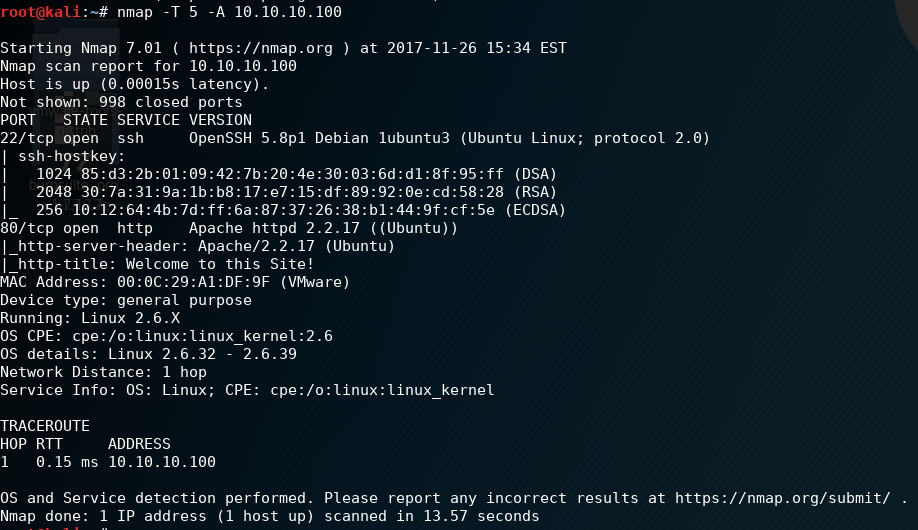 root@kali:~# nmap -T 5 -A 10.10.10.100
Starting Nmap 7.01 ( https://nmap.org ) at 2017-11-26 15:34 EST
Nmap scan report for 10.10.10.100
Host is up (0.00015s latency).
Not shown: 998 closed ports
PORT   STATE SERVICE VERSION
22/tcp open  ssh     OpenSSH 5.8p1 Debian 1ubuntu3 (Ubuntu Linux; protocol 2.0)
| ssh-hostkey:
|   1024 85:d3:2b:01:09:42:7b:20:4e:30:03:6d:d1:8f:95:ff (DSA)
|   2048 30:7a:31:9a:1b:b8:17:e7:15:df:89:92:0e:cd:58:28 (RSA)
|_  256 10:12:64:4b:7d:ff:6a:87:37:26:38:b1:44:9f:cf:5e (ECDSA)
80/tcp open  http    Apache httpd 2.2.17 ((Ubuntu))
|_http-server-header: Apache/2.2.17 (Ubuntu)
|_http-title: Welcome to this Site!
MAC Address: 00:0C:29:A1:DF:9F (VMware)
Device type: general purpose
Running: Linux 2.6.X
OS CPE: cpe:/o:linux:linux_kernel:2.6
OS details: Linux 2.6.32 - 2.6.39
Network Distance: 1 hop
Service Info: OS: Linux; CPE: cpe:/o:linux:linux_kernel
TRACEROUTE
HOP RTT     ADDRESS
1   0.15 ms 10.10.10.100
OS and Service detection performed. Please report any incorrect results at https://nmap.org/submit/ .
Nmap done: 1 IP address (1 host up) scanned in 13.57 seconds